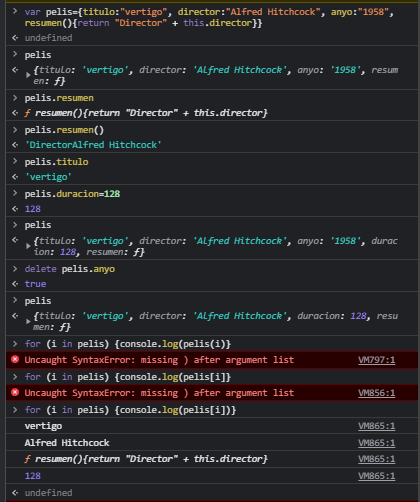 var pelis={titulo:"vertigo", director:"Alfred Hitchcock", anyo:"1958",
resumen(){return "Director" + this.director}}
undefined
pelis
{titulo: 'vertigo', director: 'Alfred Hitchcock', anyo: '1958', resum
en: ƒ}
pelis.resumen
ƒ resumen(){return "Director" + this.director}
pelis.resumen()
'DirectorAlfred Hitchcock'
pelis.titulo
'vertigo'
pelis.duracion=128
128
pelis
{titulo: 'vertigo', director: 'Alfred Hitchcock', anyo: '1958', durac
ion: 128, resumen: ƒ}
delete pelis.anyo
true
pelis
{titulo: 'vertigo', director: 'Alfred Hitchcock', duracion: 128, resu
men: ƒ}
for (i in pelis) {console.log(pelis(i)}
Uncaught SyntaxError: missing ) after argument list VM797:1
for (i in pelis) {console.log(pelis[i]}
Uncaught SyntaxError: missing ) after argument list VM856:1
for (i in pelis) {console.log(pelis[i])}
vertigo VM865:1
Alfred Hitchcock VM865:1
ƒ resumen(){return "Director" + this.director} VM865:1
128 VM865:1
undefined